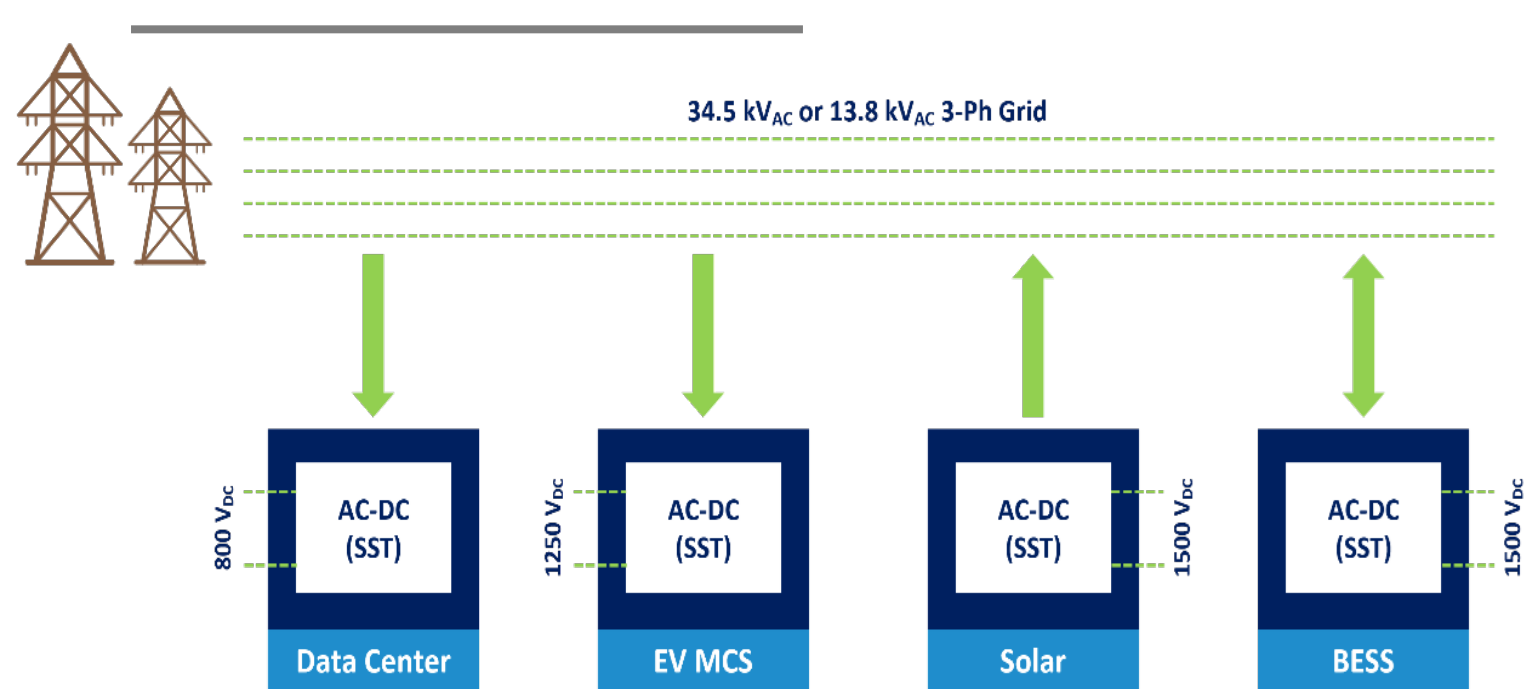 34.5 kVAC or 13.8 kVAC 3-Ph Grid
800 VDC
AC-DC
(SST)
Data Center
1250 VDC
AC-DC
(SST)
EV MCS
AC-DC
(SST)
1500 VDC
Solar
AC-DC
(SST)
1500 VDC
BESS